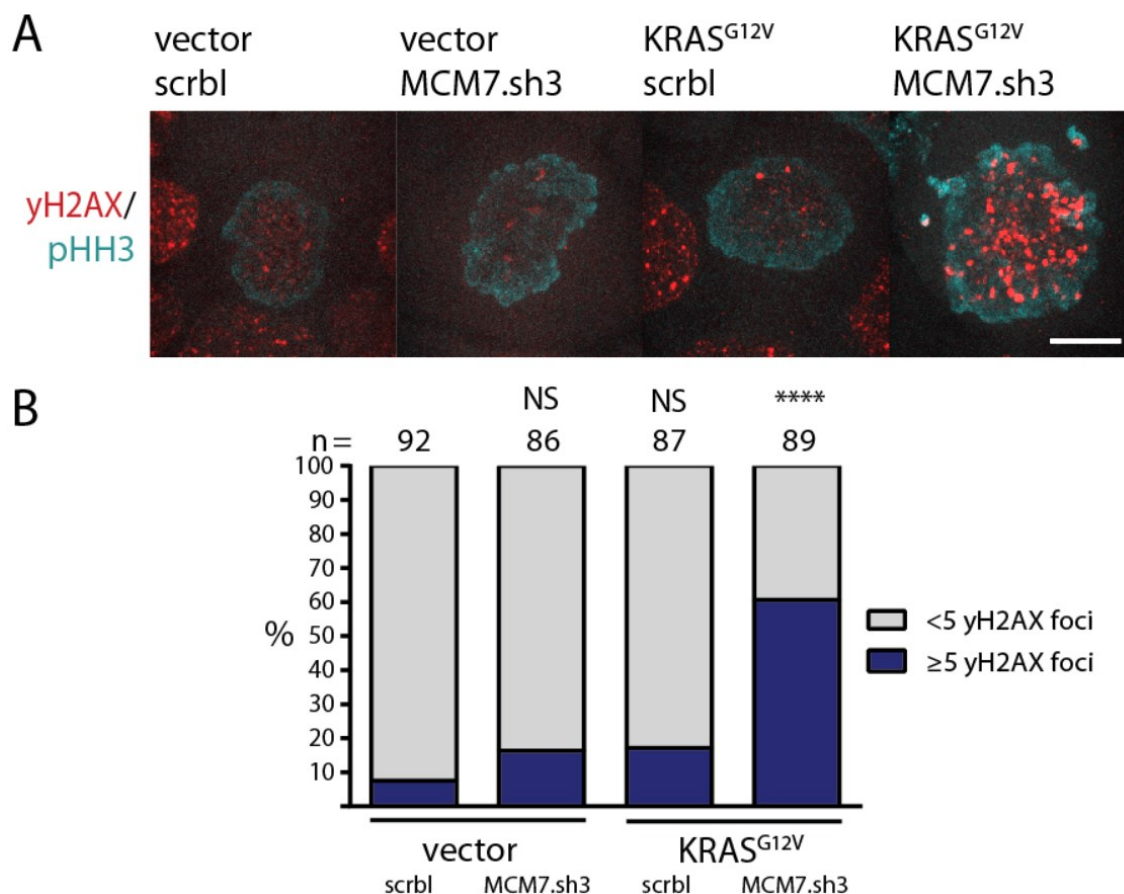 A
vector
scrbl
vector
MCM7.sh3
KRASG12V
scrbl
KRASG12V
MCM7.sh3
yH2AX/
pHH3
B
NS
NS
****
n =
92
86
87
89
100
90
80
70
60
50
40
30
20
10
%
<5 yH2AX foci
≥5 yH2AX foci
vector
KRASG12V
scrbl
MCM7.sh3
scrbl
MCM7.sh3